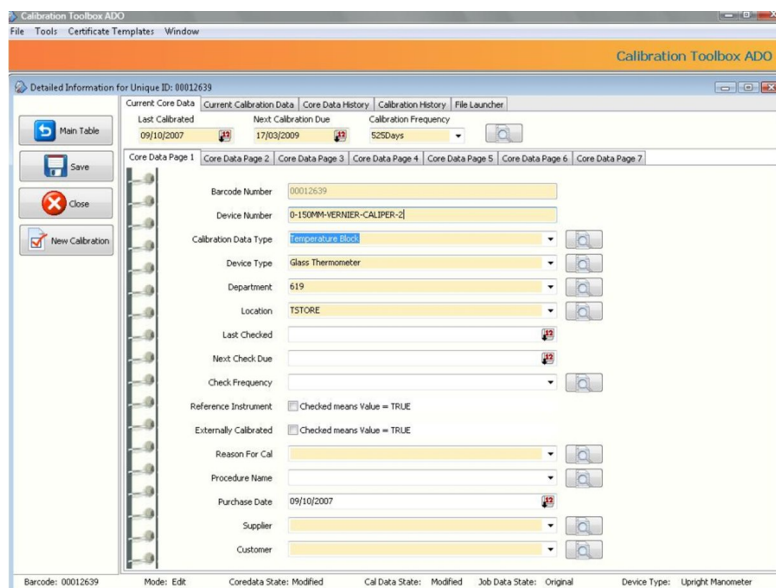 Calibration Toolbox ADO
File Tools Certificate Templates Window
Calibration Toolbox ADO
Detailed Information for Unique ID: 00012639
Current Core Data Current Calibration Data Core Data History Calibration History File Launcher
Last Calibrated Next Calibration Due Calibration Frequency
09/10/2007 12 17/03/2009 12 525Days
Main Table
Save
Close
New Calibration
Core Data Page 1 Core Data Page 2 Core Data Page 3 Core Data Page 4 Core Data Page 5 Core Data Page 6 Core Data Page 7
Barcode Number 00012639
Device Number 0-150MM-VERNIER-CALIPER-2
Calibration Data Type Temperature Block
Device Type Glass Thermometer
Department 619
Location TSTORE
Last Checked 12
Next Check Due 12
Check Frequency
Reference Instrument Checked means Value = TRUE
Externally Calibrated Checked means Value = TRUE
Reason For Cal
Procedure Name
Purchase Date 09/10/2007 12
Supplier
Customer
Barcode: 00012639 Mode: Edit Coredata State: Modified Cal Data State: Modified Job Data State: Original Device Type: Upright Manometer